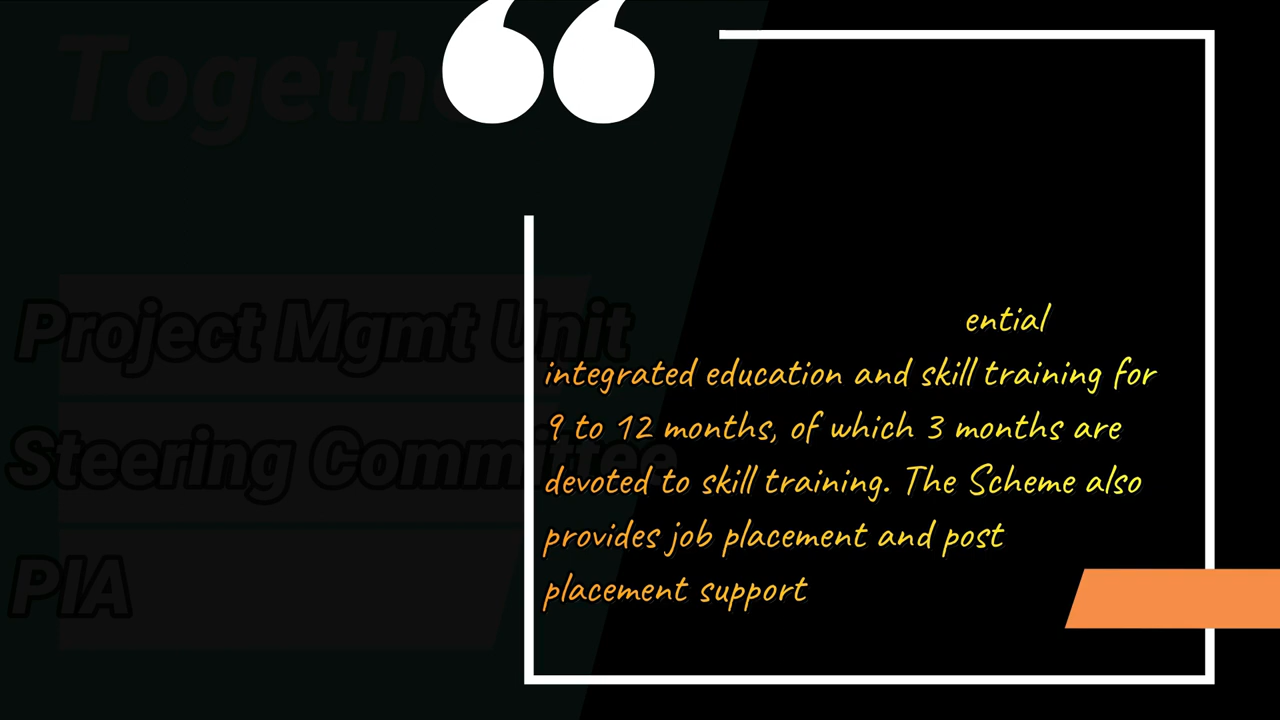 Project Mgmt Unit
Steering Committee
PIA
ential
integrated education and skill training for
9 to 12 months, of which 3 months are
devoted to skill training. The Scheme also
provides job placement and post
placement support